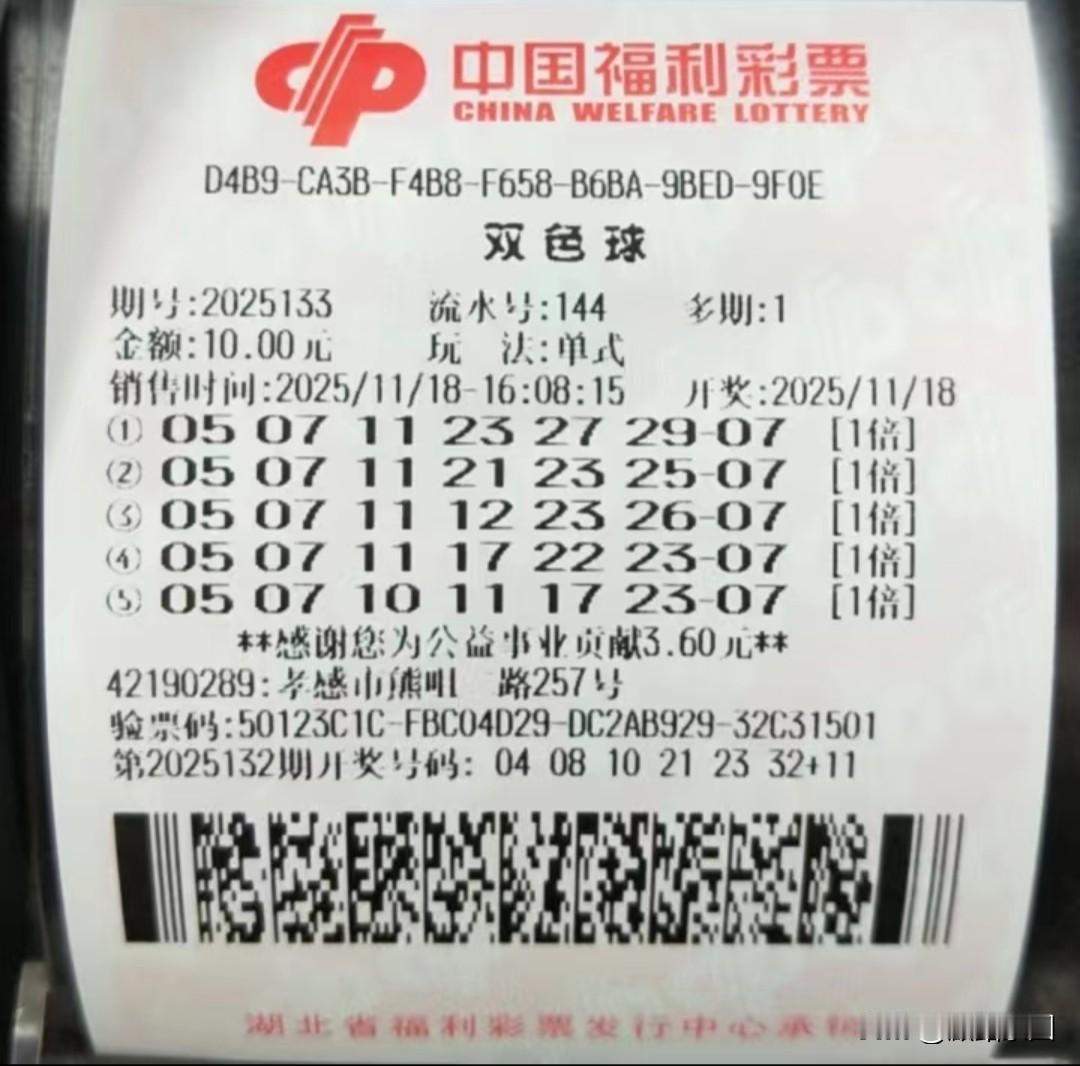 中国福利彩票
CHINA WELFARE LOTTERY
D4B9-CA3B-F4B8-F658-B6BA-9BED-9F0E
双色球
期号:2025133 流水号:144 多期:1
金额:10.00元 玩 法:单式
销售时间:2025/11/18-16:08:15 开奖:2025/11/18
① 05 07 11 23 27 29-07 [1倍]
② 05 07 11 21 23 25-07 [1倍]
③ 05 07 11 12 23 26-07 [1倍]
④ 05 07 11 17 22 23-07 [1倍]
⑤ 05 07 10 11 17 23-07 [1倍]
**感谢您为公益事业贡献3.60元**
42190289:孝感市熊咀 路257号
验票码:50123C1C-FBC04D29-DC2AB929-32C31501
第2025132期开奖号码: 04 08 10 21 23 32+11
湖北省福利彩票发行中心承销